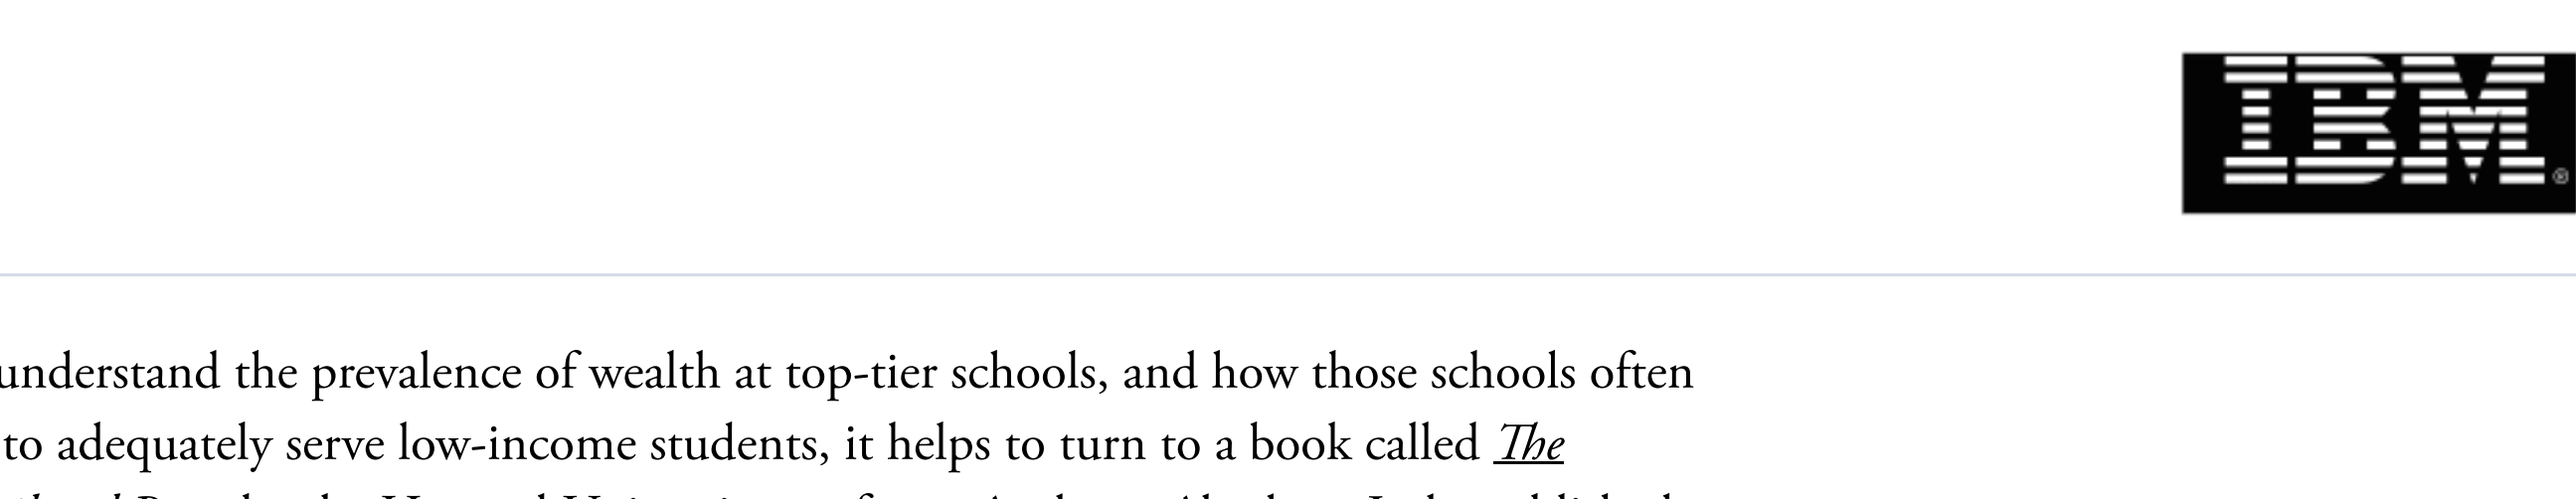 IBM®
understand the prevalence of wealth at top-tier schools, and how those schools often
to adequately serve low-income students, it helps to turn to a book called The